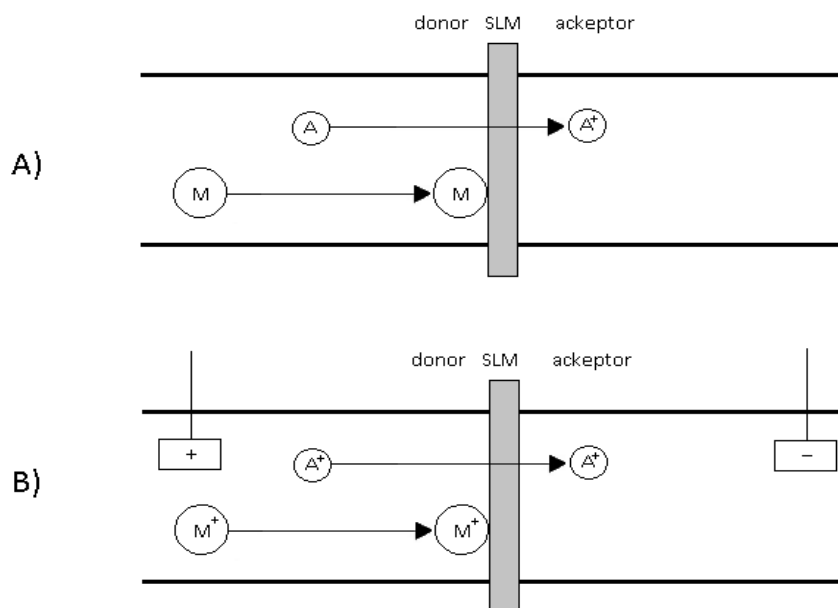 donor SLM ackeptor
A)
A A⁺
M M
donor SLM ackeptor
+ −
B)
A⁺ A⁺
M⁺ M⁺